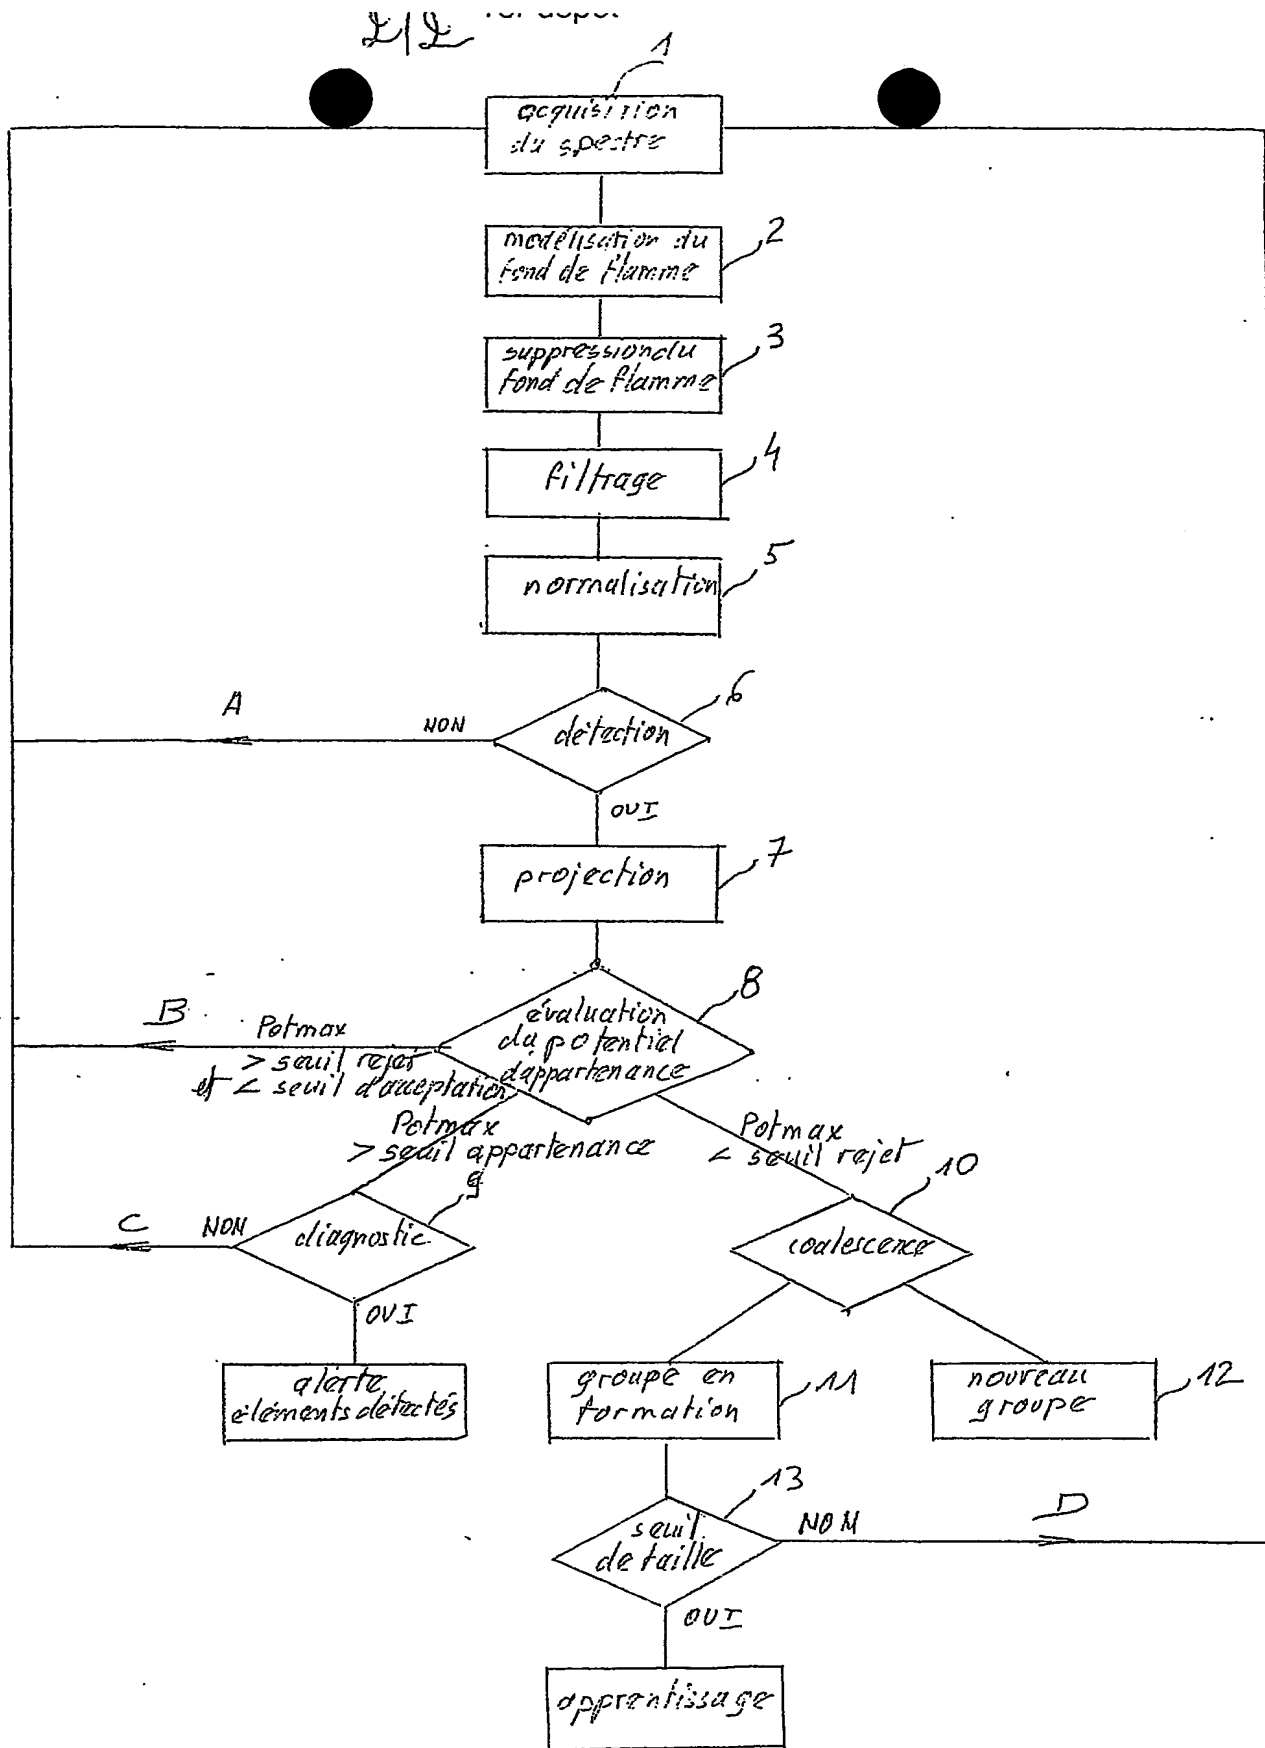 2/2
1
acquisition
du spectre
modélisation du
fond de flamme
2
suppression du
fond de flamme
3
filtrage
4
normalisation
5
détection
6
A
NON
OUI
projection
7
évaluation
du potentiel
d'appartenance
8
B
Potmax
> seuil rejet
et < seuil d'acceptation
Potmax
> seuil appartenance
Potmax
< seuil rejet
9
10
C
NON
diagnostic
coalescence
OUI
alerte
éléments détectés
groupe en
formation
11
nouveau
groupe
12
seuil
de taille
13
NON
D
OUI
apprentissage